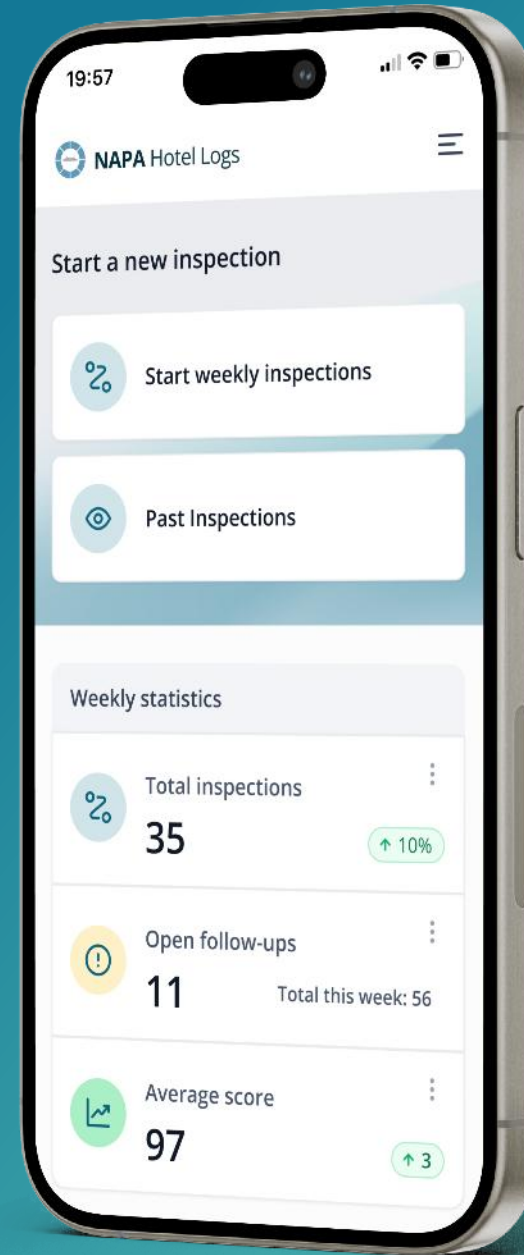 19:57
NAPA Hotel Logs
Start a new inspection
Start weekly inspections
Past Inspections
Weekly statistics
Total inspections
35
↑ 10%
Open follow-ups
11
Total this week: 56
Average score
97
↑ 3